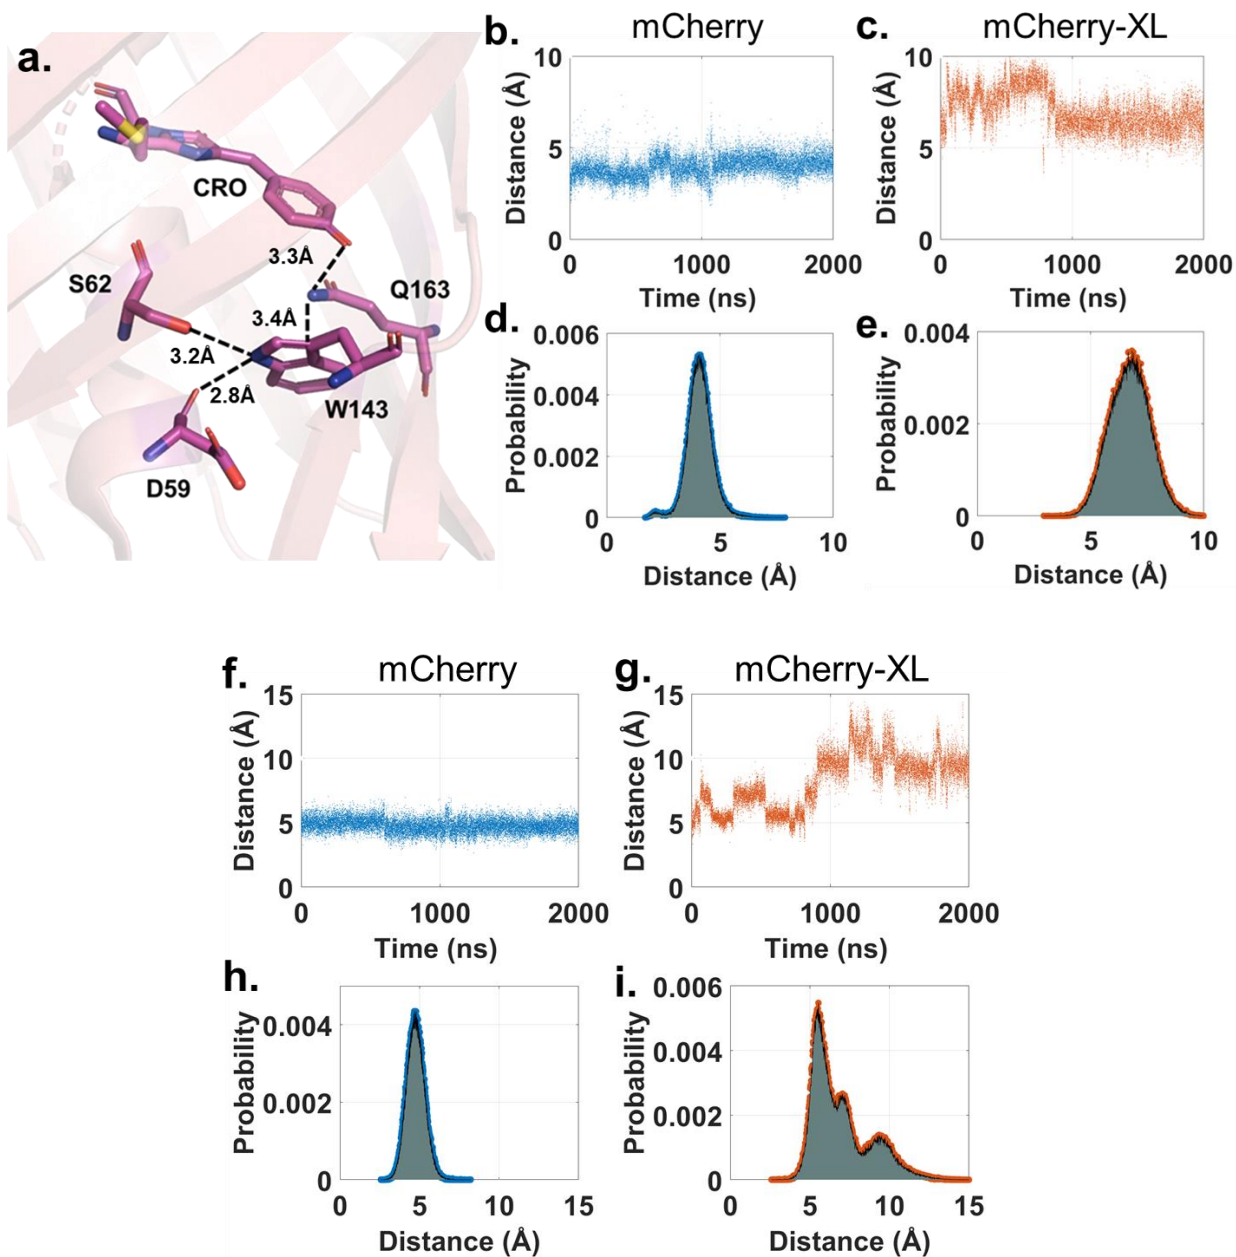 a.
CRO
3.3Å
S62
Q163
3.4Å
3.2Å
2.8Å
W143
D59
b.
mCherry
Distance (Å)
10
5
0
0 1000 2000
Time (ns)
c.
mCherry-XL
Distance (Å)
10
5
0
0 1000 2000
Time (ns)
d.
Probability
0.006
0.004
0.002
0
0 5 10
Distance (Å)
e.
Probability
0.004
0.002
0
0 5 10
Distance (Å)
f.
mCherry
Distance (Å)
15
10
5
0
0 1000 2000
Time (ns)
g.
mCherry-XL
Distance (Å)
15
10
5
0
0 1000 2000
Time (ns)
h.
Probability
0.004
0.002
0
0 5 10 15
Distance (Å)
i.
Probability
0.006
0.004
0.002
0
0 5 10 15
Distance (Å)